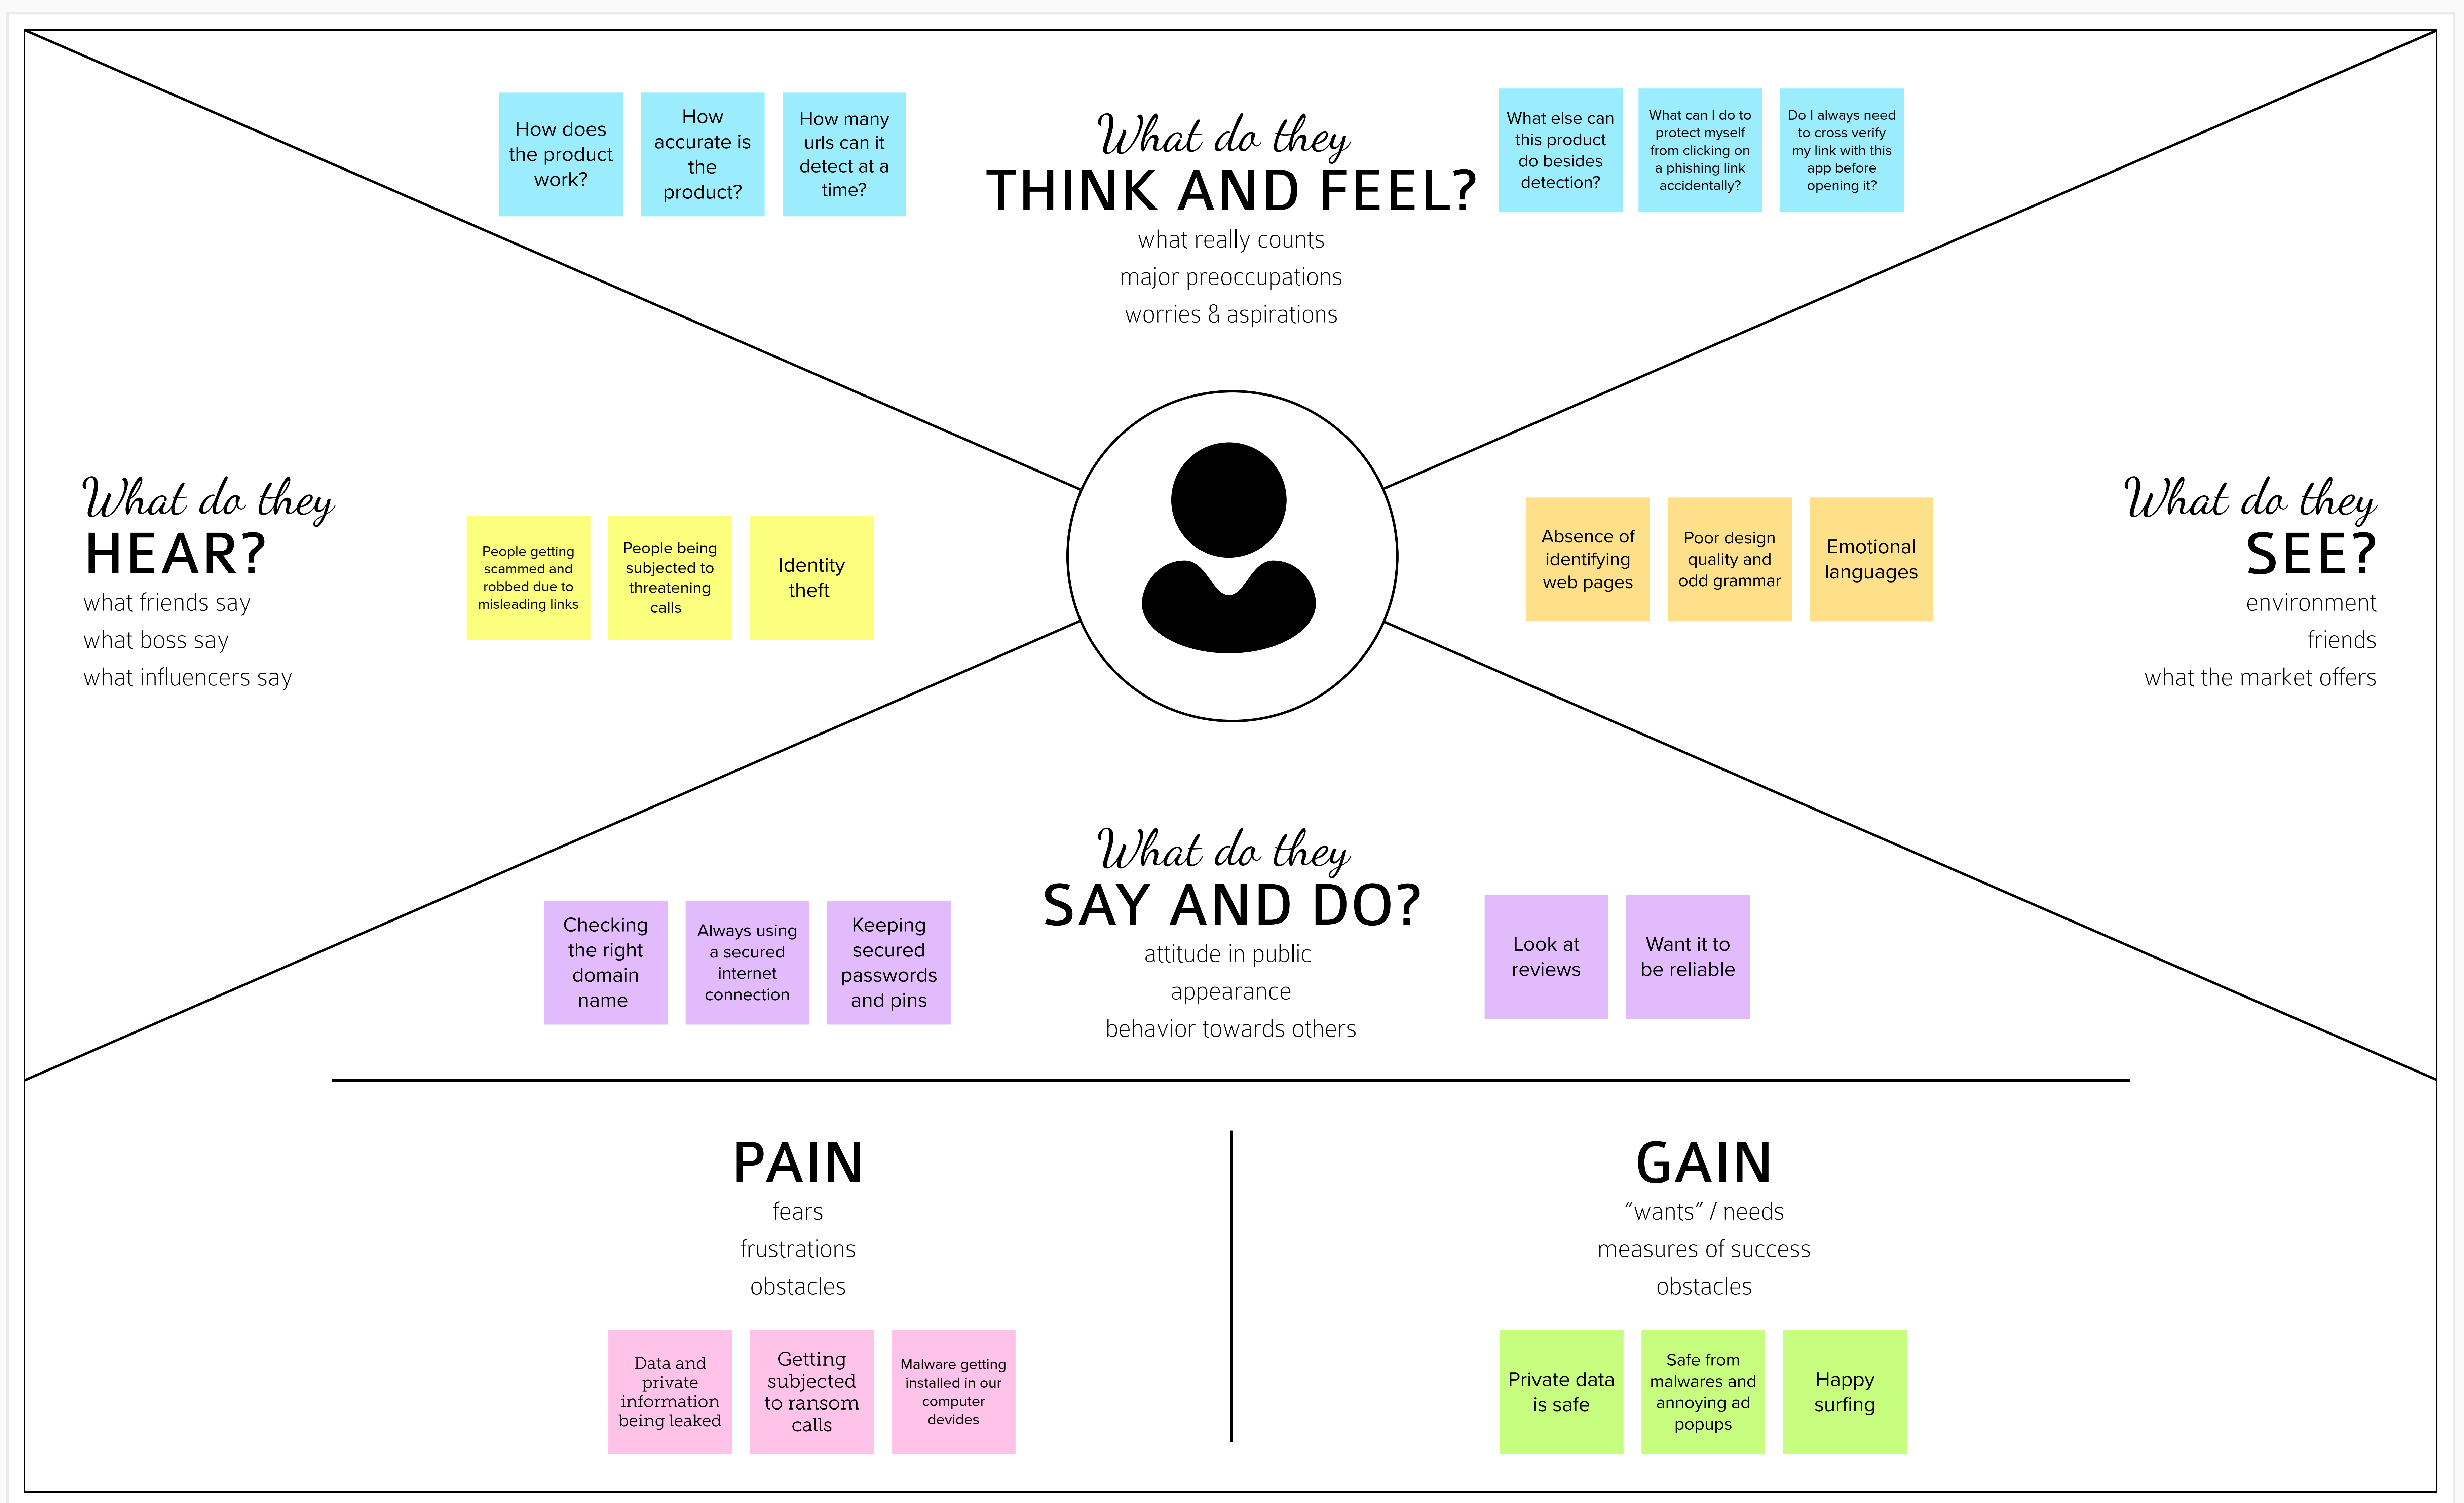 How does
the product
work?
How
accurate is
the
product?
How many
urls can it
detect at a
time?
What do they
THINK AND FEEL?
what really counts
major preoccupations
worries & aspirations
What else can
this product
do besides
detection?
What can I do to
protect myself
from clicking on
a phishing link
accidentally?
Do I always need
to cross verify
my link with this
app before
opening it?
What do they
HEAR?
what friends say
what boss say
what influencers say
People getting
scammed and
robbed due to
misleading links
People being
subjected to
threatening
calls
Identity
theft
Absence of
identifying
web pages
Poor design
quality and
odd grammar
Emotional
languages
What do they
SEE?
environment
friends
what the market offers
Checking
the right
domain
name
Always using
a secured
internet
connection
Keeping
secured
passwords
and pins
What do they
SAY AND DO?
attitude in public
appearance
behavior towards others
Look at
reviews
Want it to
be reliable
PAIN
fears
frustrations
obstacles
Data and
private
information
being leaked
Getting
subjected
to ransom
calls
Malware getting
installed in our
computer
devides
GAIN
“wants” / needs
measures of success
obstacles
Private data
is safe
Safe from
malwares and
annoying ad
popups
Happy
surfing